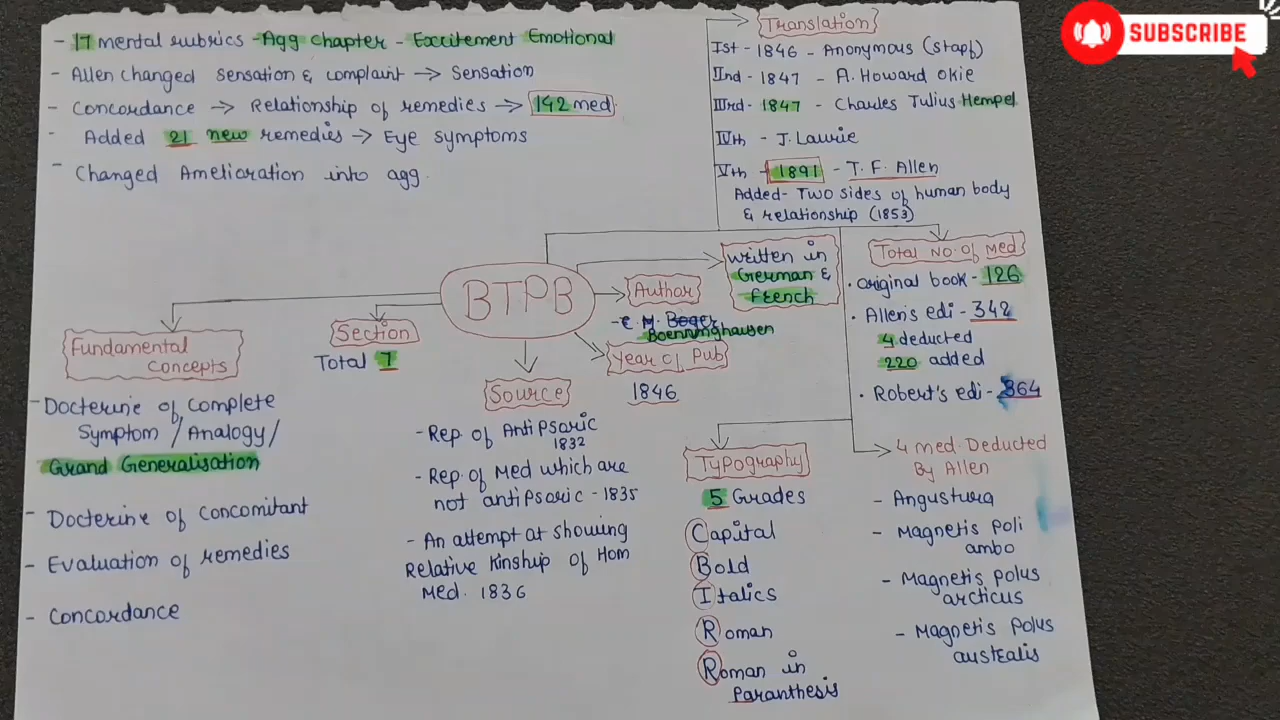 - 17 mental rubrics - Agg chapter - Excitement Emotional
- Allen changed sensation & complaint → Sensation
- Concordance → Relationship of remedies → 142 med.
- Added 21 new remedies → Eye symptoms
- Changed Amelioration into agg.
Translation
Ist - 1846 - Anonymous (Stapf)
IInd - 1847 - A. Howard Okie
IIIrd - 1847 - Charles Julius Hempel
IVth - J. Lawrie
Vth - 1891 - T. F. Allen
Added - Two sides of human body
& relationship (1853)
SUBSCRIBE
BTPB
written in
German &
French
Author
- C. M. Boger
Boenninghausen
Year of Pub
1846
Total No. of Med
. original book - 126
. Allen's edi - 342
4 deducted
220 added
. Robert's edi - 364
Fundamental
Concepts
- Docterine of complete
Symptom / Analogy /
Grand Generalisation
- Docterine of concomitant
- Evaluation of remedies
- Concordance
Section
Total 7
Source
- Rep of Anti Psoric
1832
- Rep of Med which are
not antipsoric - 1835
- An attempt at showing
Relative Kinship of Hom
Med. 1836
Typography
5 Grades
Capital
Bold
Italics
Roman
Roman in
Paranthesis
4 med. Deducted
By Allen
- Angustura
- Magnetis poli
ambo
- Magnetis polus
arcticus
- Magnetis polus
australis